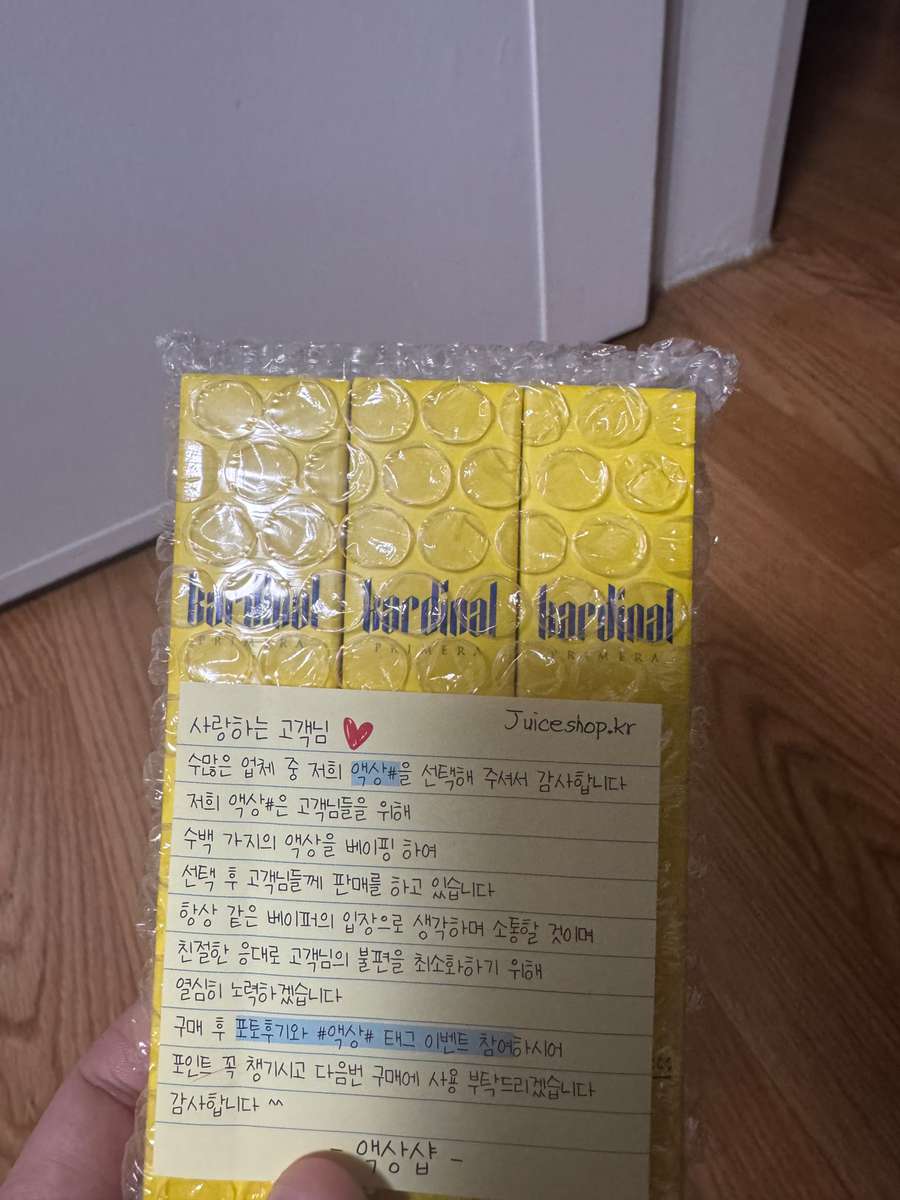 kardinal kardinal kardinal
PRIMERA PRIMERA PRIMERA
Juiceshop.kr
사랑하는 고객님
수많은 업체 중 저희 액상#을 선택해 주셔서 감사합니다
저희 액상#은 고객님들을 위해
수백 가지의 액상을 베이핑 하여
선택 후 고객님들께 판매를 하고 있습니다
항상 같은 베이퍼의 입장으로 생각하며 소통할 것이며
친절한 응대로 고객님의 불편을 최소화하기 위해
열심히 노력하겠습니다
구매 후 포토후기와 #액상# 태그 이벤트 참여하시어
포인트 꼭 챙기시고 다음번 구매에 사용 부탁드리겠습니다
감사합니다 ^^
- 액상샵 -